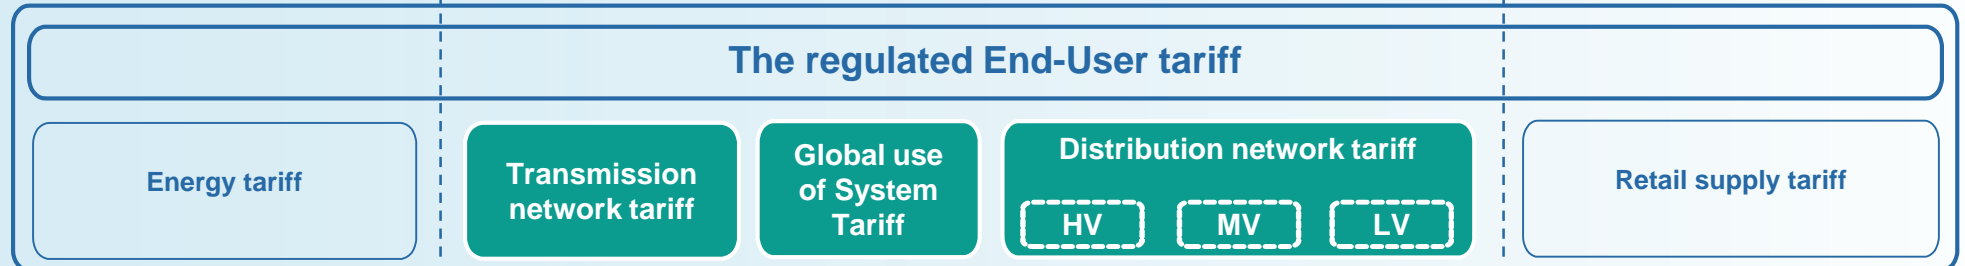 The regulated End-User tariff
Energy tariff
Transmission
network tariff
Global use
of System
Tariff
Distribution network tariff
HV
MV
LV
Retail supply tariff